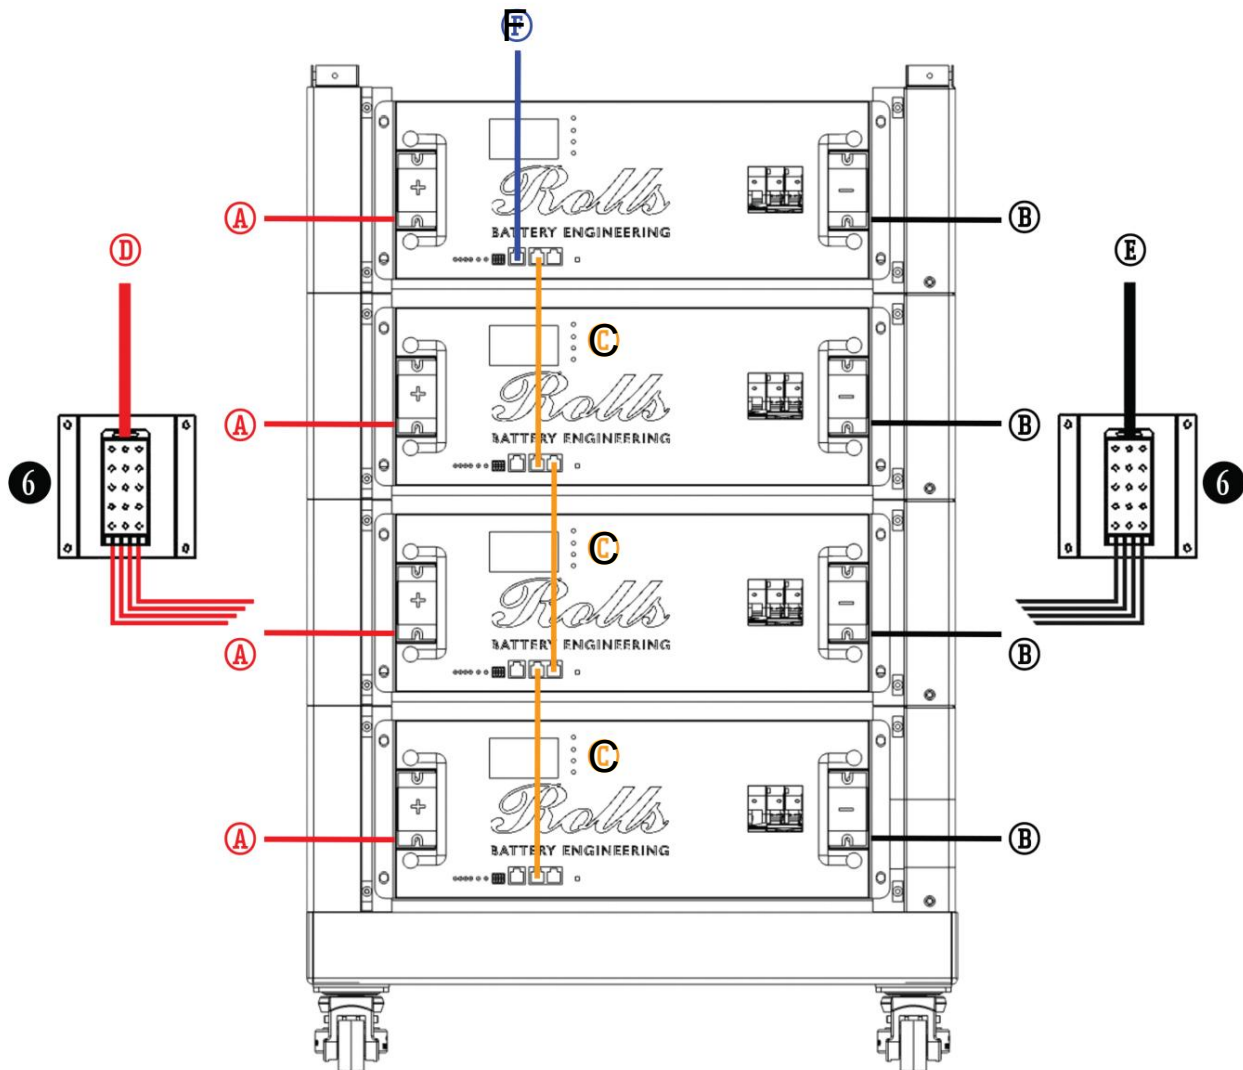 F
Rolls
BATTERY ENGINEERING
+
−
A
B
D
E
C
Rolls
BATTERY ENGINEERING
+
−
A
B
6
6
C
Rolls
BATTERY ENGINEERING
+
−
A
B
C
Rolls
BATTERY ENGINEERING
+
−
A
B